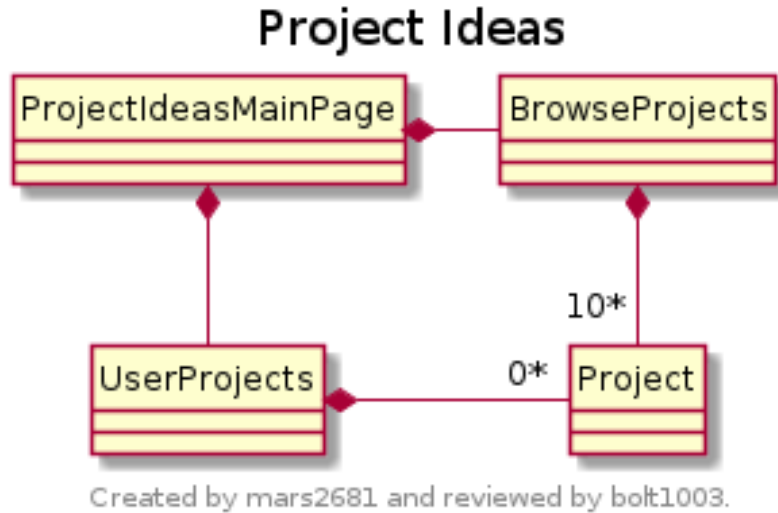 Project Ideas
ProjectIdeasMainPage
BrowseProjects
10*
UserProjects
0*
Project
Created by mars2681 and reviewed by bolt1003.